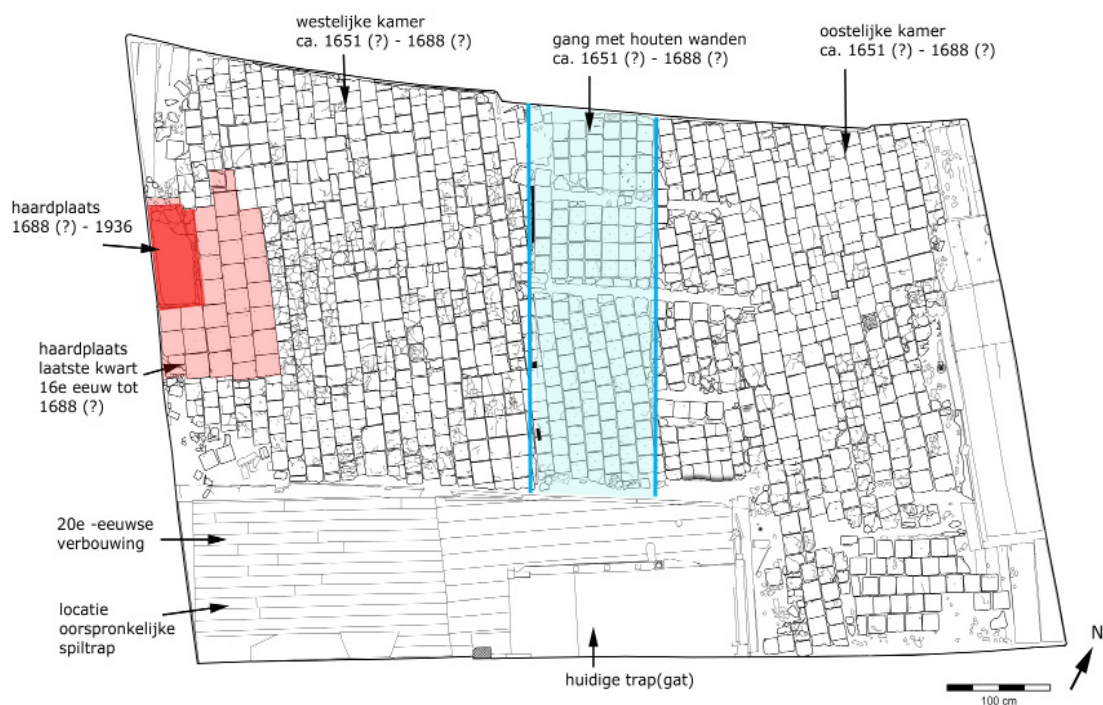 westelijke kamer
ca. 1651 (?) - 1688 (?)
gang met houten wanden
ca. 1651 (?) - 1688 (?)
oostelijke kamer
ca. 1651 (?) - 1688 (?)
haardplaats
1688 (?) - 1936
haardplaats
laatste kwart
16e eeuw tot
1688 (?)
20e -eeuwse
verbouwing
locatie
oorspronkelijke
spiltrap
huidige trap(gat)
N
100 cm